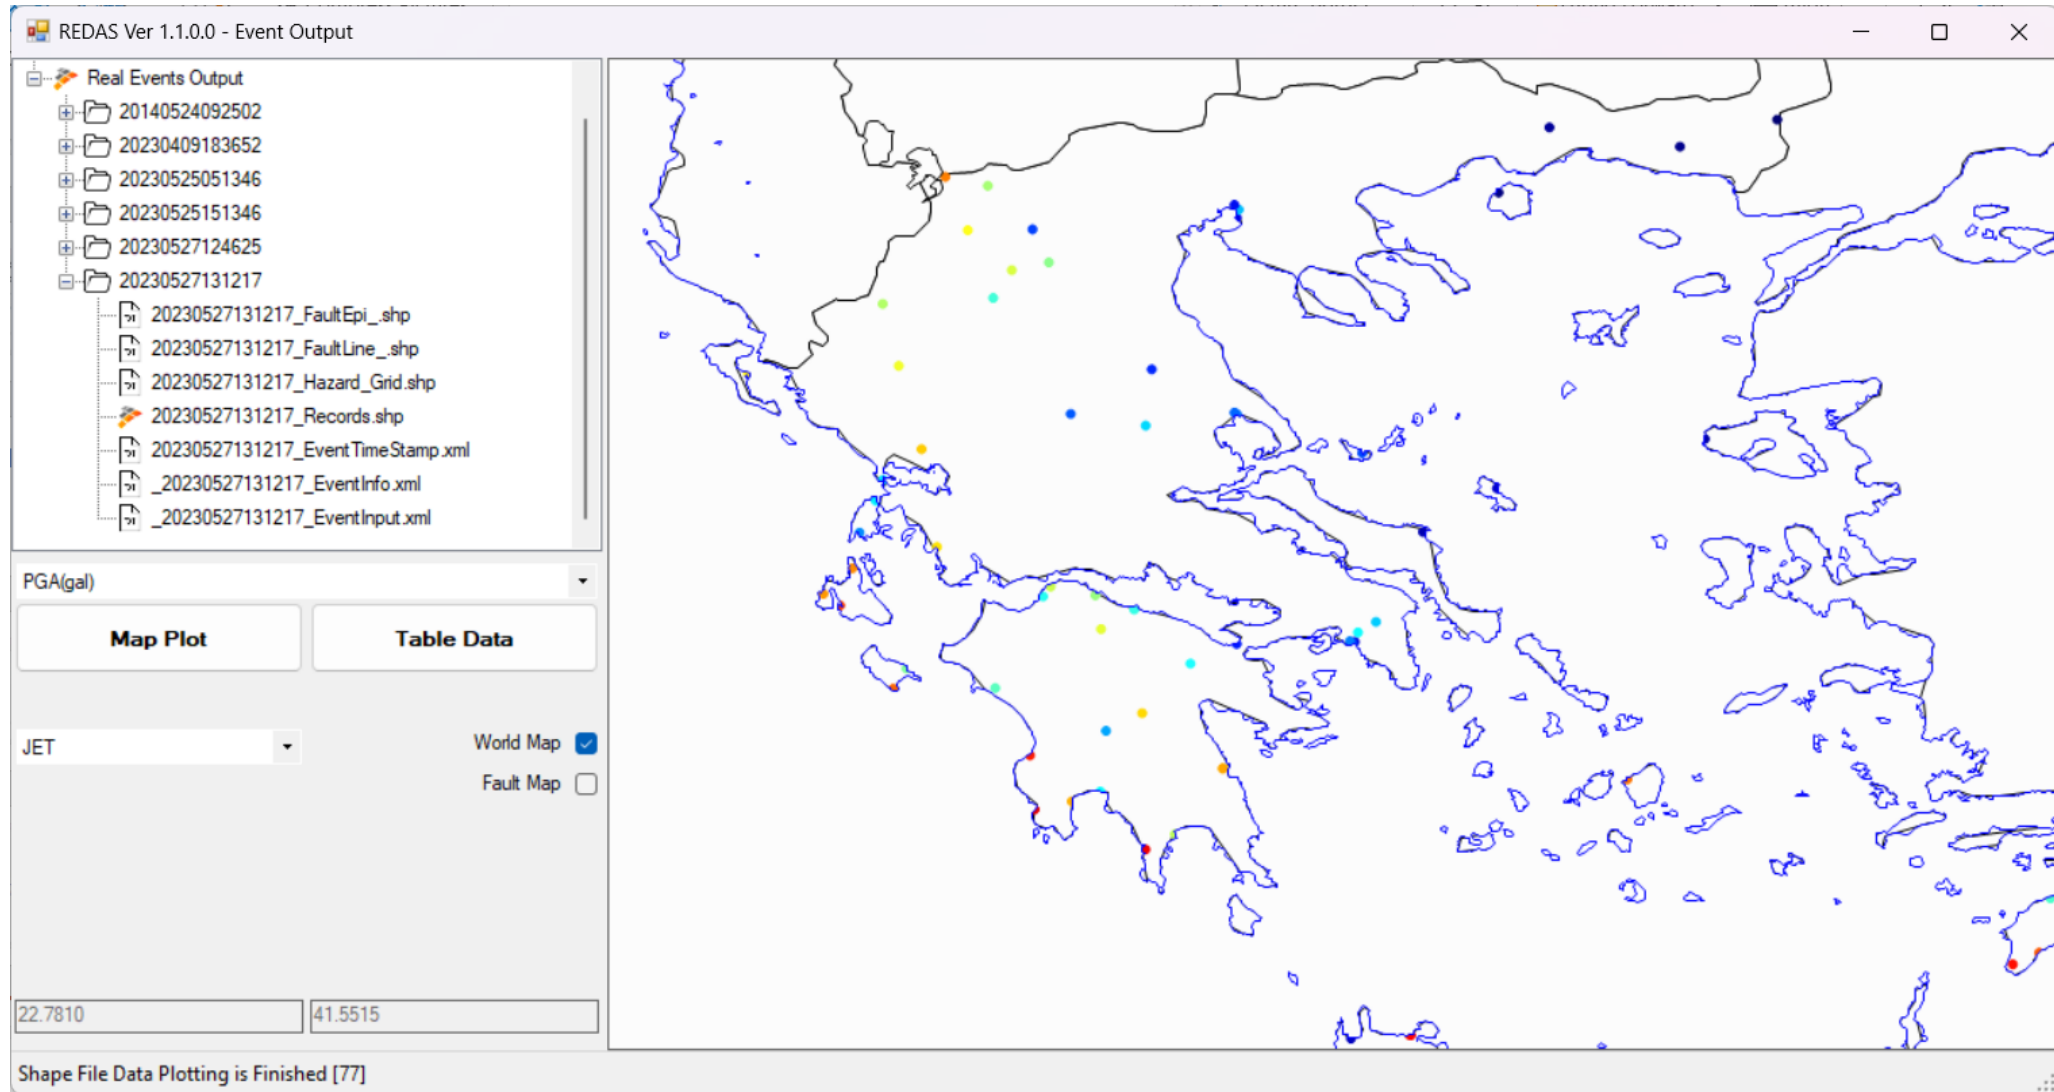 REDAS Ver 1.1.0.0 - Event Output
Real Events Output
20140524092502
20230409183652
20230525051346
20230525151346
20230527124625
20230527131217
20230527131217_FaultEpi_.shp
20230527131217_FaultLine_.shp
20230527131217_Hazard_Grid.shp
20230527131217_Records.shp
20230527131217_EventTimeStamp.xml
_20230527131217_EventInfo.xml
_20230527131217_EventInput.xml
PGA(gal)
Map Plot Table Data
JET World Map
Fault Map
22.7810 41.5515
Shape File Data Plotting is Finished [77]